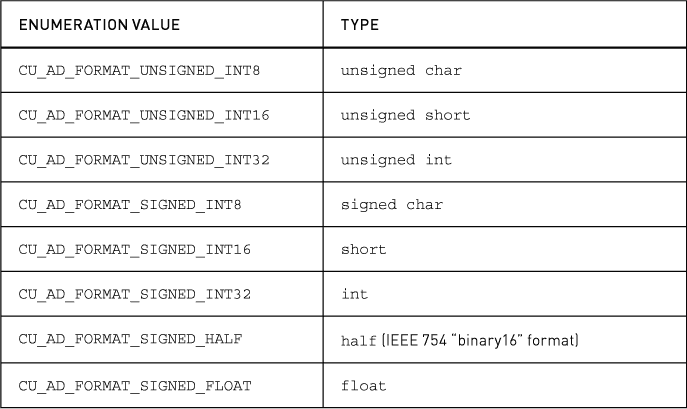 ENUMERATION VALUE TYPE
CU_AD_FORMAT_UNSIGNED_INT8 unsigned char
CU_AD_FORMAT_UNSIGNED_INT16 unsigned short
CU_AD_FORMAT_UNSIGNED_INT32 unsigned int
CU_AD_FORMAT_SIGNED_INT8 signed char
CU_AD_FORMAT_SIGNED_INT16 short
CU_AD_FORMAT_SIGNED_INT32 int
CU_AD_FORMAT_SIGNED_HALF half (IEEE 754 “binary16” format)
CU_AD_FORMAT_SIGNED_FLOAT float